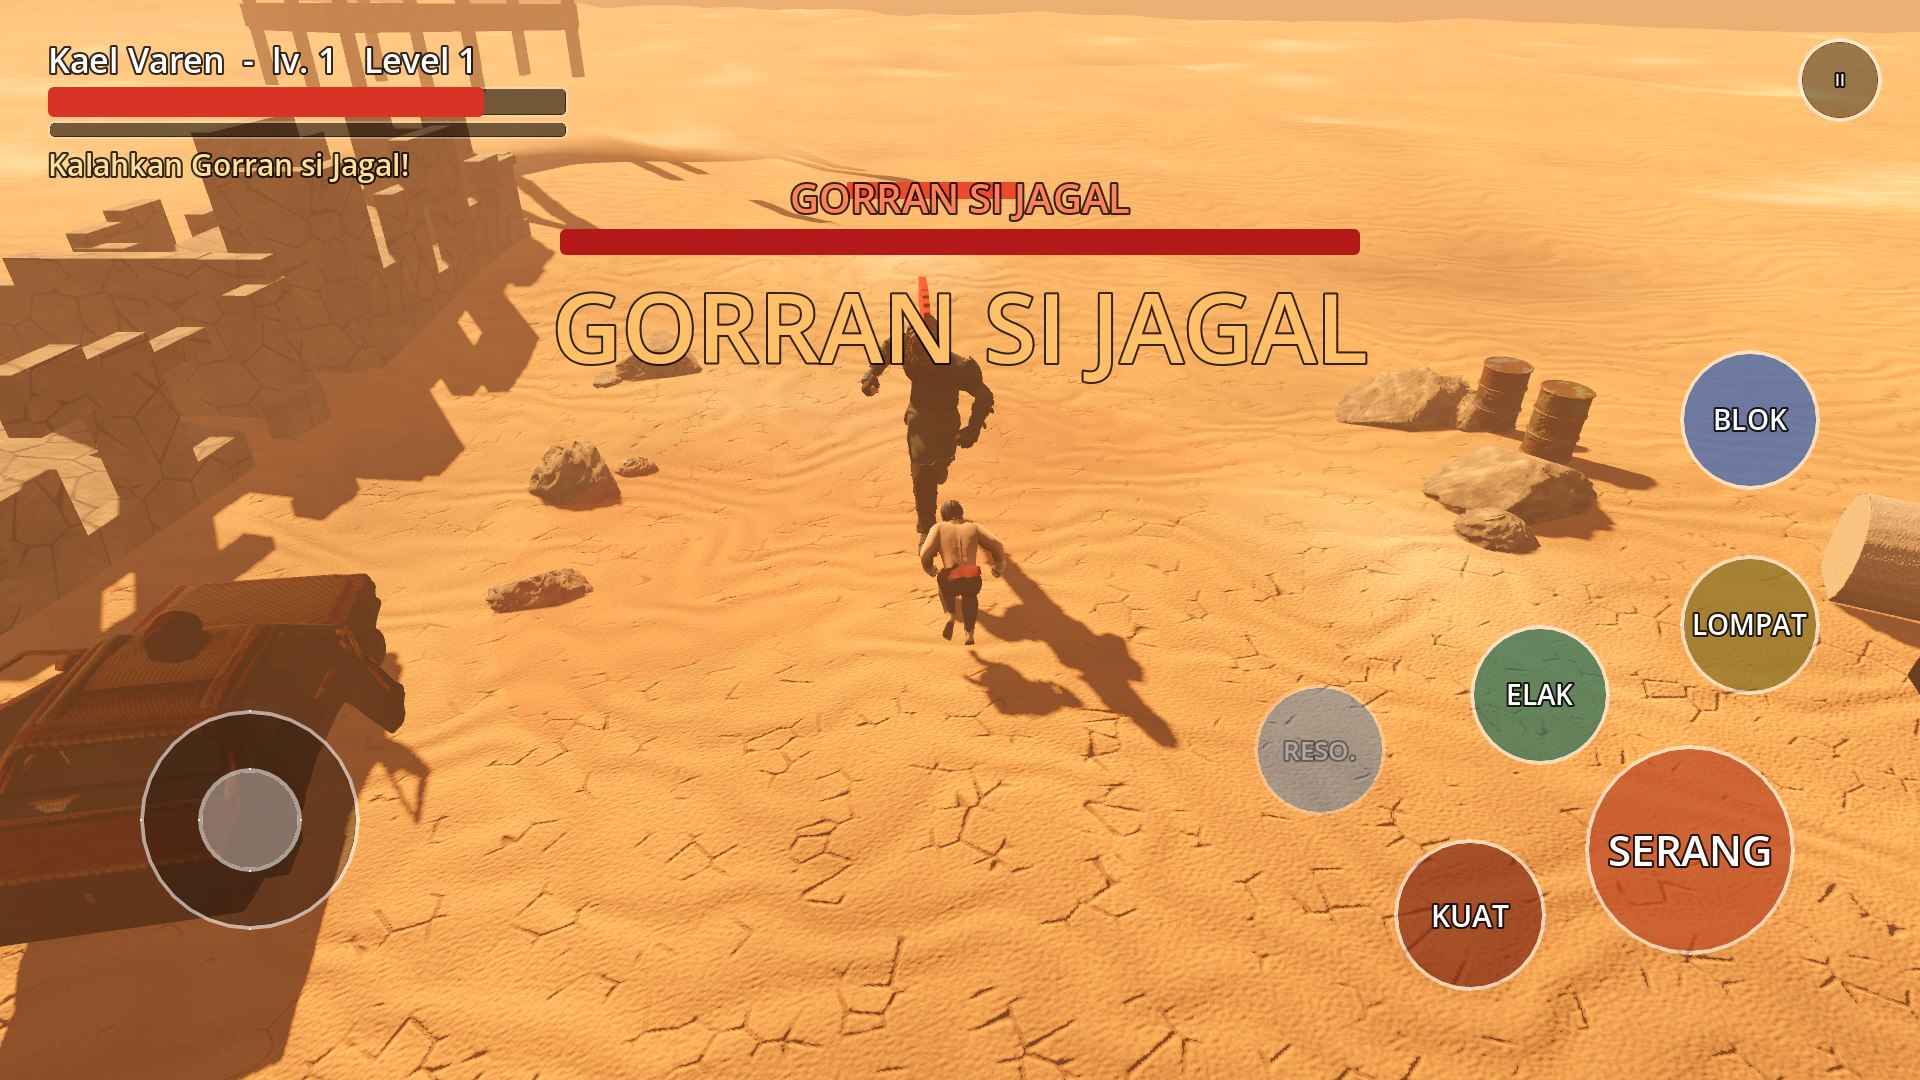 Kael Varen - lv. 1 Level 1
II
Kalahkan Gorran si Jagal!
GORRAN SI JAGAL
GORRAN SI JAGAL
BLOK
LOMPAT
ELAK
RESO.
SERANG
KUAT